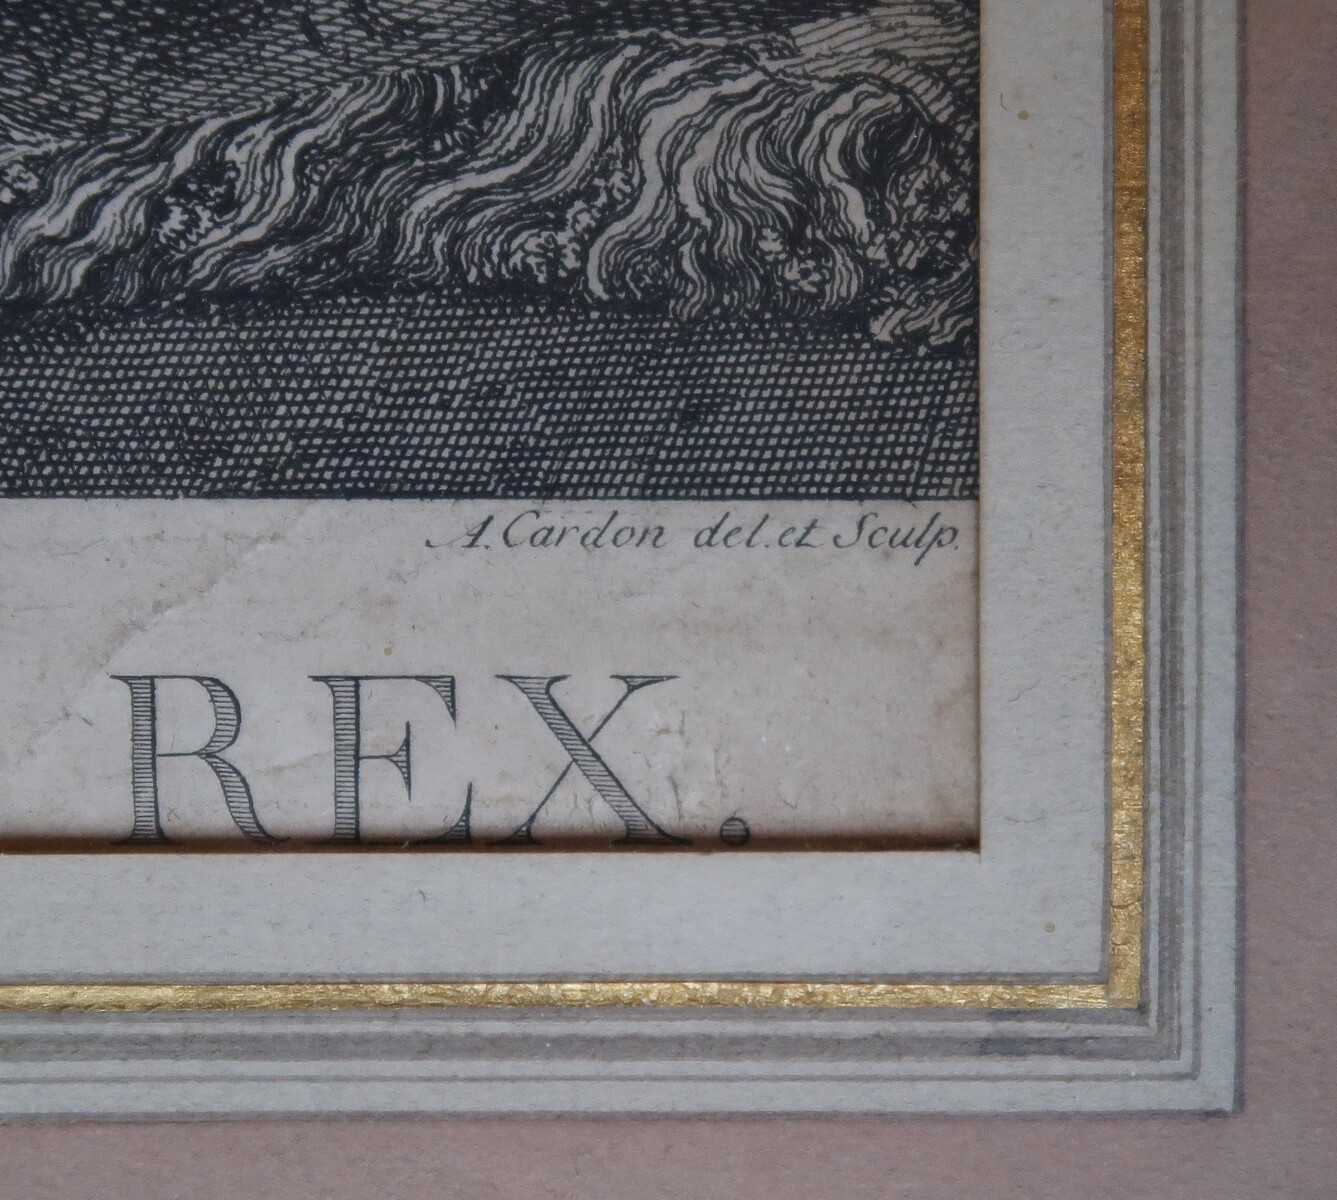 A. Cardon del. et Sculp.
REX.